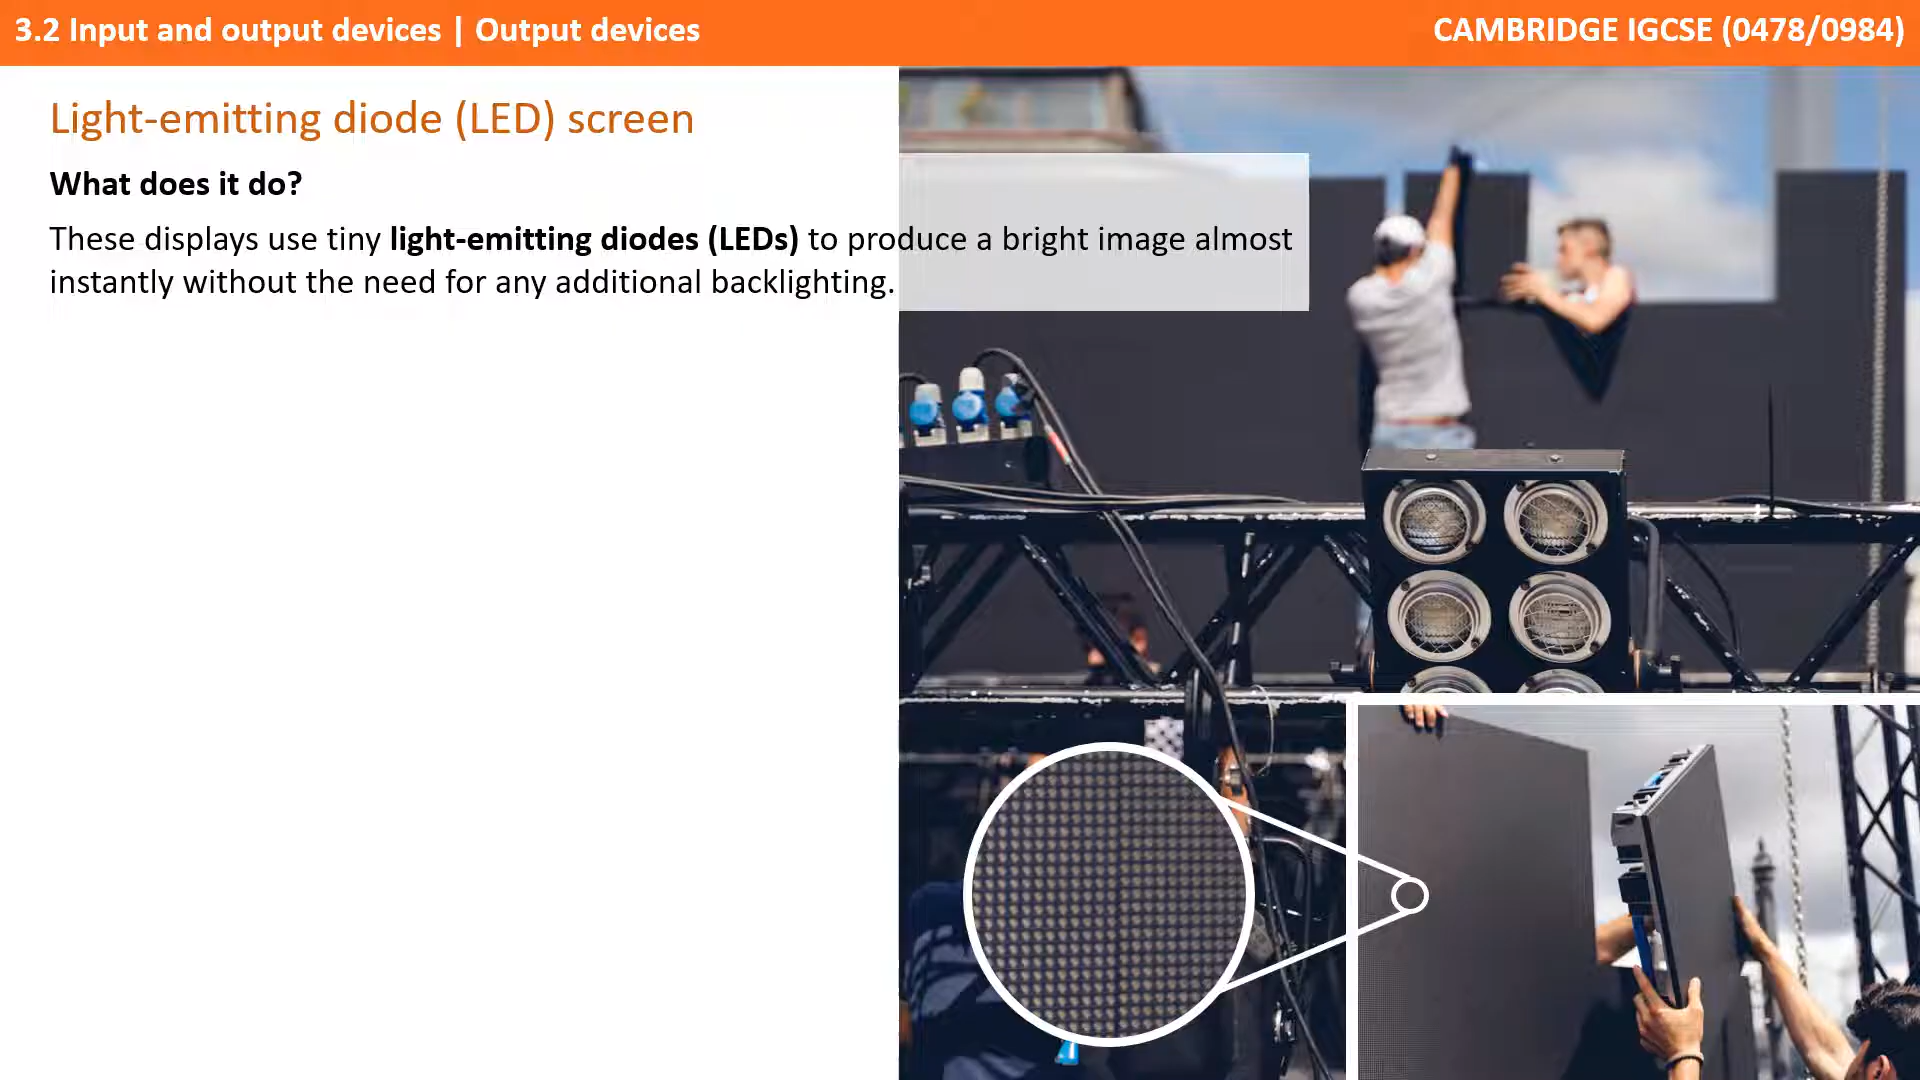 3.2 Input and output devices | Output devices
CAMBRIDGE IGCSE (0478/0984)
Light-emitting diode (LED) screen
What does it do?
These displays use tiny light-emitting diodes (LEDs) to produce a bright image almost
instantly without the need for any additional backlighting.